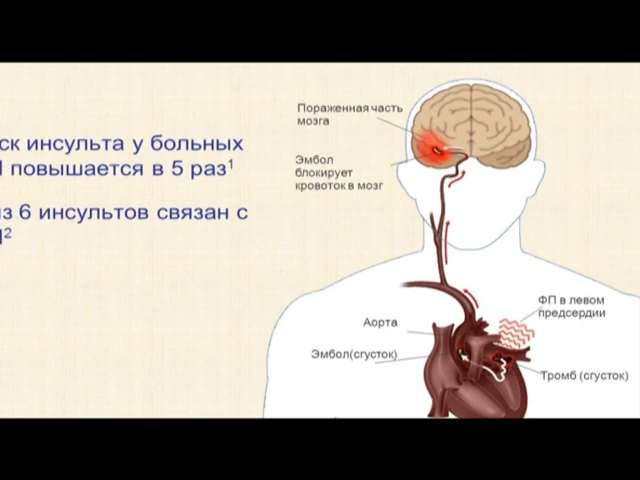 ск инсульта у больных
повышается в 5 раз1
из 6 инсультов связан с
2
Пораженная часть
мозга
Эмбол
блокирует
кровоток в мозг
ФП в левом
предсердии
Аорта
Эмбол(сгусток)
Тромб (сгусток)